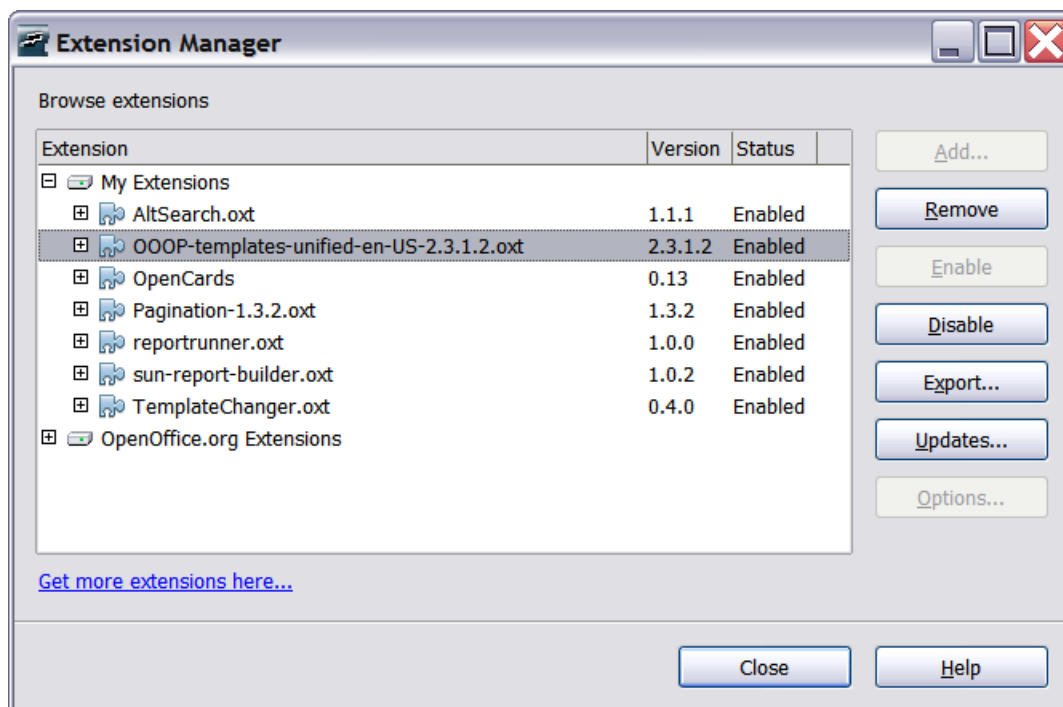 Extension Manager
Browse extensions
Extension Version Status
My Extensions
AltSearch.oxt 1.1.1 Enabled
OOOP-templates-unified-en-US-2.3.1.2.oxt 2.3.1.2 Enabled
OpenCards 0.13 Enabled
Pagination-1.3.2.oxt 1.3.2 Enabled
reportrunner.oxt 1.0.0 Enabled
sun-report-builder.oxt 1.0.2 Enabled
TemplateChanger.oxt 0.4.0 Enabled
OpenOffice.org Extensions
Add...
Remove
Enable
Disable
Export...
Updates...
Options...
Get more extensions here...
Close Help